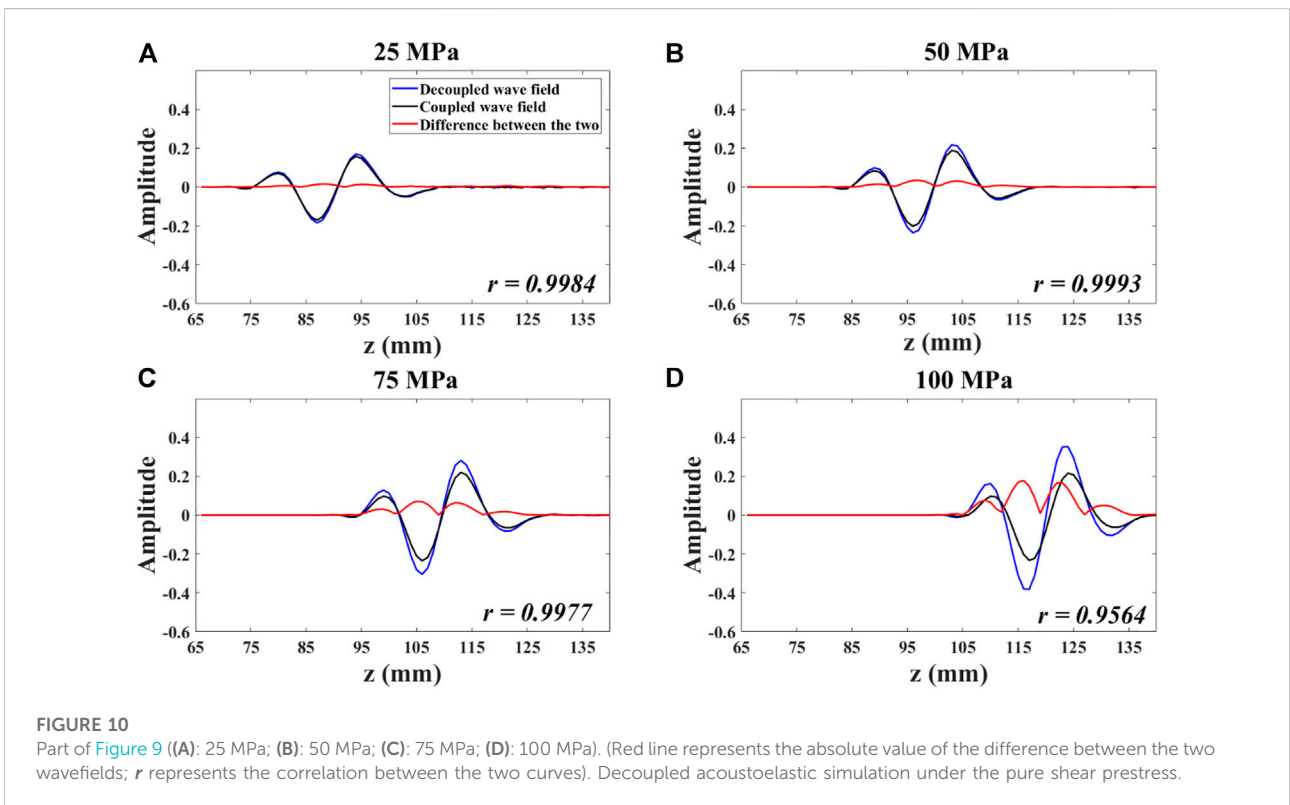 A
25 MPa
Decoupled wave field
Coupled wave field
Difference between the two
0.4
0.2
0
-0.2
-0.4
-0.6
Amplitude
r = 0.9984
65 75 85 95 105 115 125 135
z (mm)
B
50 MPa
0.4
0.2
0
-0.2
-0.4
-0.6
Amplitude
r = 0.9993
65 75 85 95 105 115 125 135
z (mm)
C
75 MPa
0.4
0.2
0
-0.2
-0.4
-0.6
Amplitude
r = 0.9977
65 75 85 95 105 115 125 135
z (mm)
D
100 MPa
0.4
0.2
0
-0.2
-0.4
-0.6
Amplitude
r = 0.9564
65 75 85 95 105 115 125 135
z (mm)
FIGURE 10
Part of Figure 9 ((A): 25 MPa; (B): 50 MPa; (C): 75 MPa; (D): 100 MPa). (Red line represents the absolute value of the difference between the two
wavefields; r represents the correlation between the two curves). Decoupled acoustoelastic simulation under the pure shear prestress.